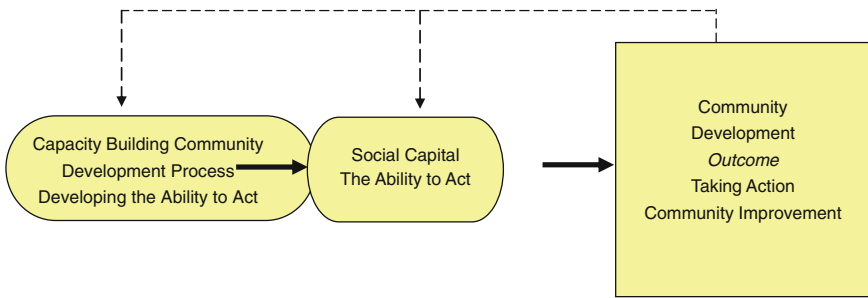 Capacity Building Community
Development Process
Developing the Ability to Act
Social Capital
The Ability to Act
Community
Development
Outcome
Taking Action
Community Improvement